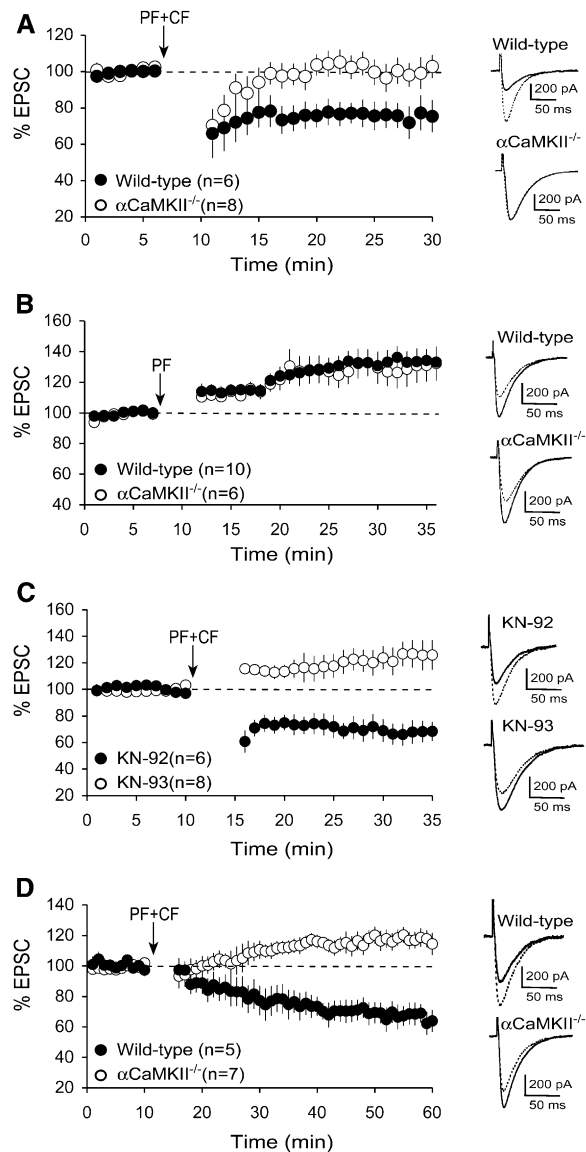 A
PF+CF
% EPSC
120
100
80
60
40
20
Wild-type (n=6)
αCaMKII-/-(n=8)
0 5 10 15 20 25 30
Time (min)
Wild-type
200 pA
50 ms
αCaMKII-/-
200 pA
50 ms
B
PF
% EPSC
160
140
120
100
80
60
40
Wild-type (n=10)
αCaMKII-/-(n=6)
0 5 10 15 20 25 30 35
Time (min)
Wild-type
200 pA
50 ms
αCaMKII-/-
200 pA
50 ms
C
PF+CF
% EPSC
160
140
120
100
80
60
40
20
KN-92(n=6)
KN-93(n=8)
0 5 10 15 20 25 30 35
Time (min)
KN-92
200 pA
50 ms
KN-93
200 pA
50 ms
D
PF+CF
% EPSC
140
120
100
80
60
40
20
Wild-type (n=5)
αCaMKII-/-(n=7)
0 10 20 30 40 50 60
Time (min)
Wild-type
200 pA
50 ms
αCaMKII-/-
200 pA
50 ms